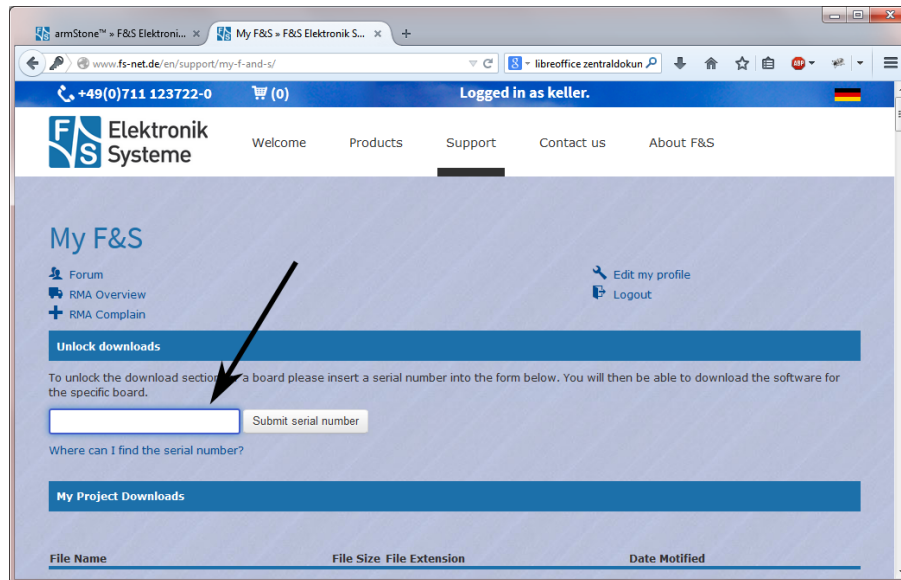 armStone™ » F&S Elektroni...
My F&S » F&S Elektronik S...
www.fs-net.de/en/support/my-f-and-s/
libreoffice zentraldokun
ABP
+49(0)711 123722-0 (0) Logged in as keller.
F S Elektronik Systeme
Welcome Products Support Contact us About F&S
My F&S
Forum
RMA Overview
RMA Complain
Edit my profile
Logout
Unlock downloads
To unlock the download section a board please insert a serial number into the form below. You will then be able to download the software for
the specific board.
Submit serial number
Where can I find the serial number?
My Project Downloads
File Name File Size File Extension Date Motified